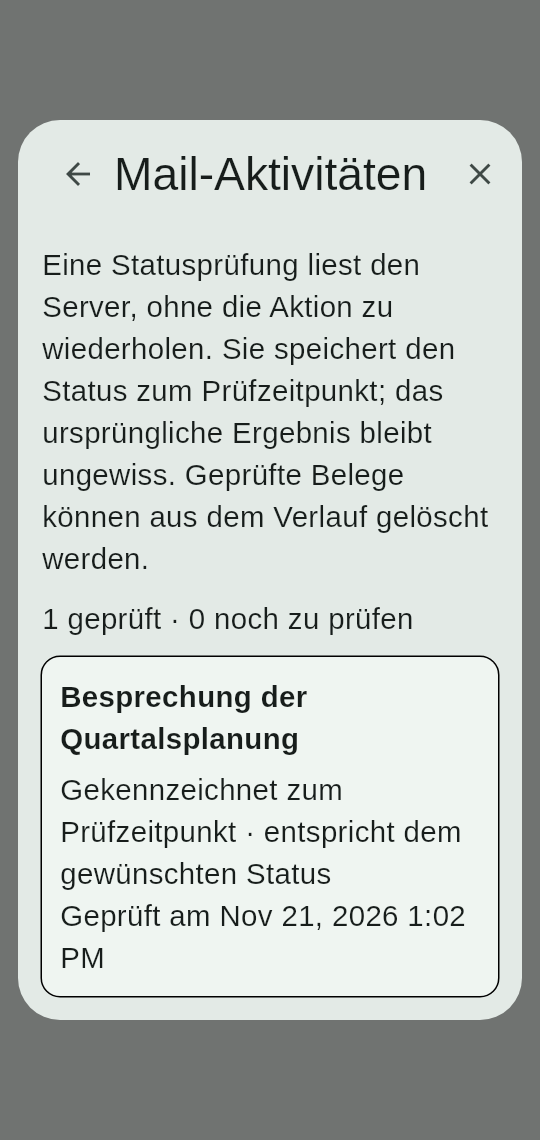 Mail-Aktivitäten
Eine Statusprüfung liest den
Server, ohne die Aktion zu
wiederholen. Sie speichert den
Status zum Prüfzeitpunkt; das
ursprüngliche Ergebnis bleibt
ungewiss. Geprüfte Belege
können aus dem Verlauf gelöscht
werden.
1 geprüft · 0 noch zu prüfen
Besprechung der
Quartalsplanung
Gekennzeichnet zum
Prüfzeitpunkt · entspricht dem
gewünschten Status
Geprüft am Nov 21, 2026 1:02
PM